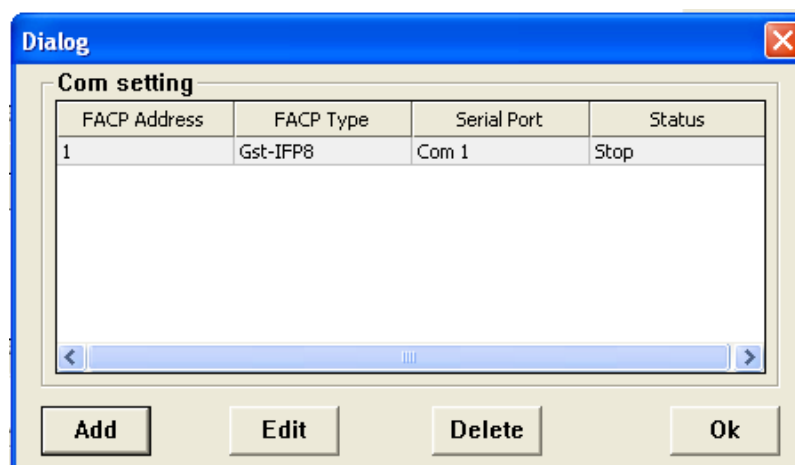 Dialog
Com setting
FACP Address FACP Type Serial Port Status
1 Gst-IFP8 Com 1 Stop
Add Edit Delete Ok